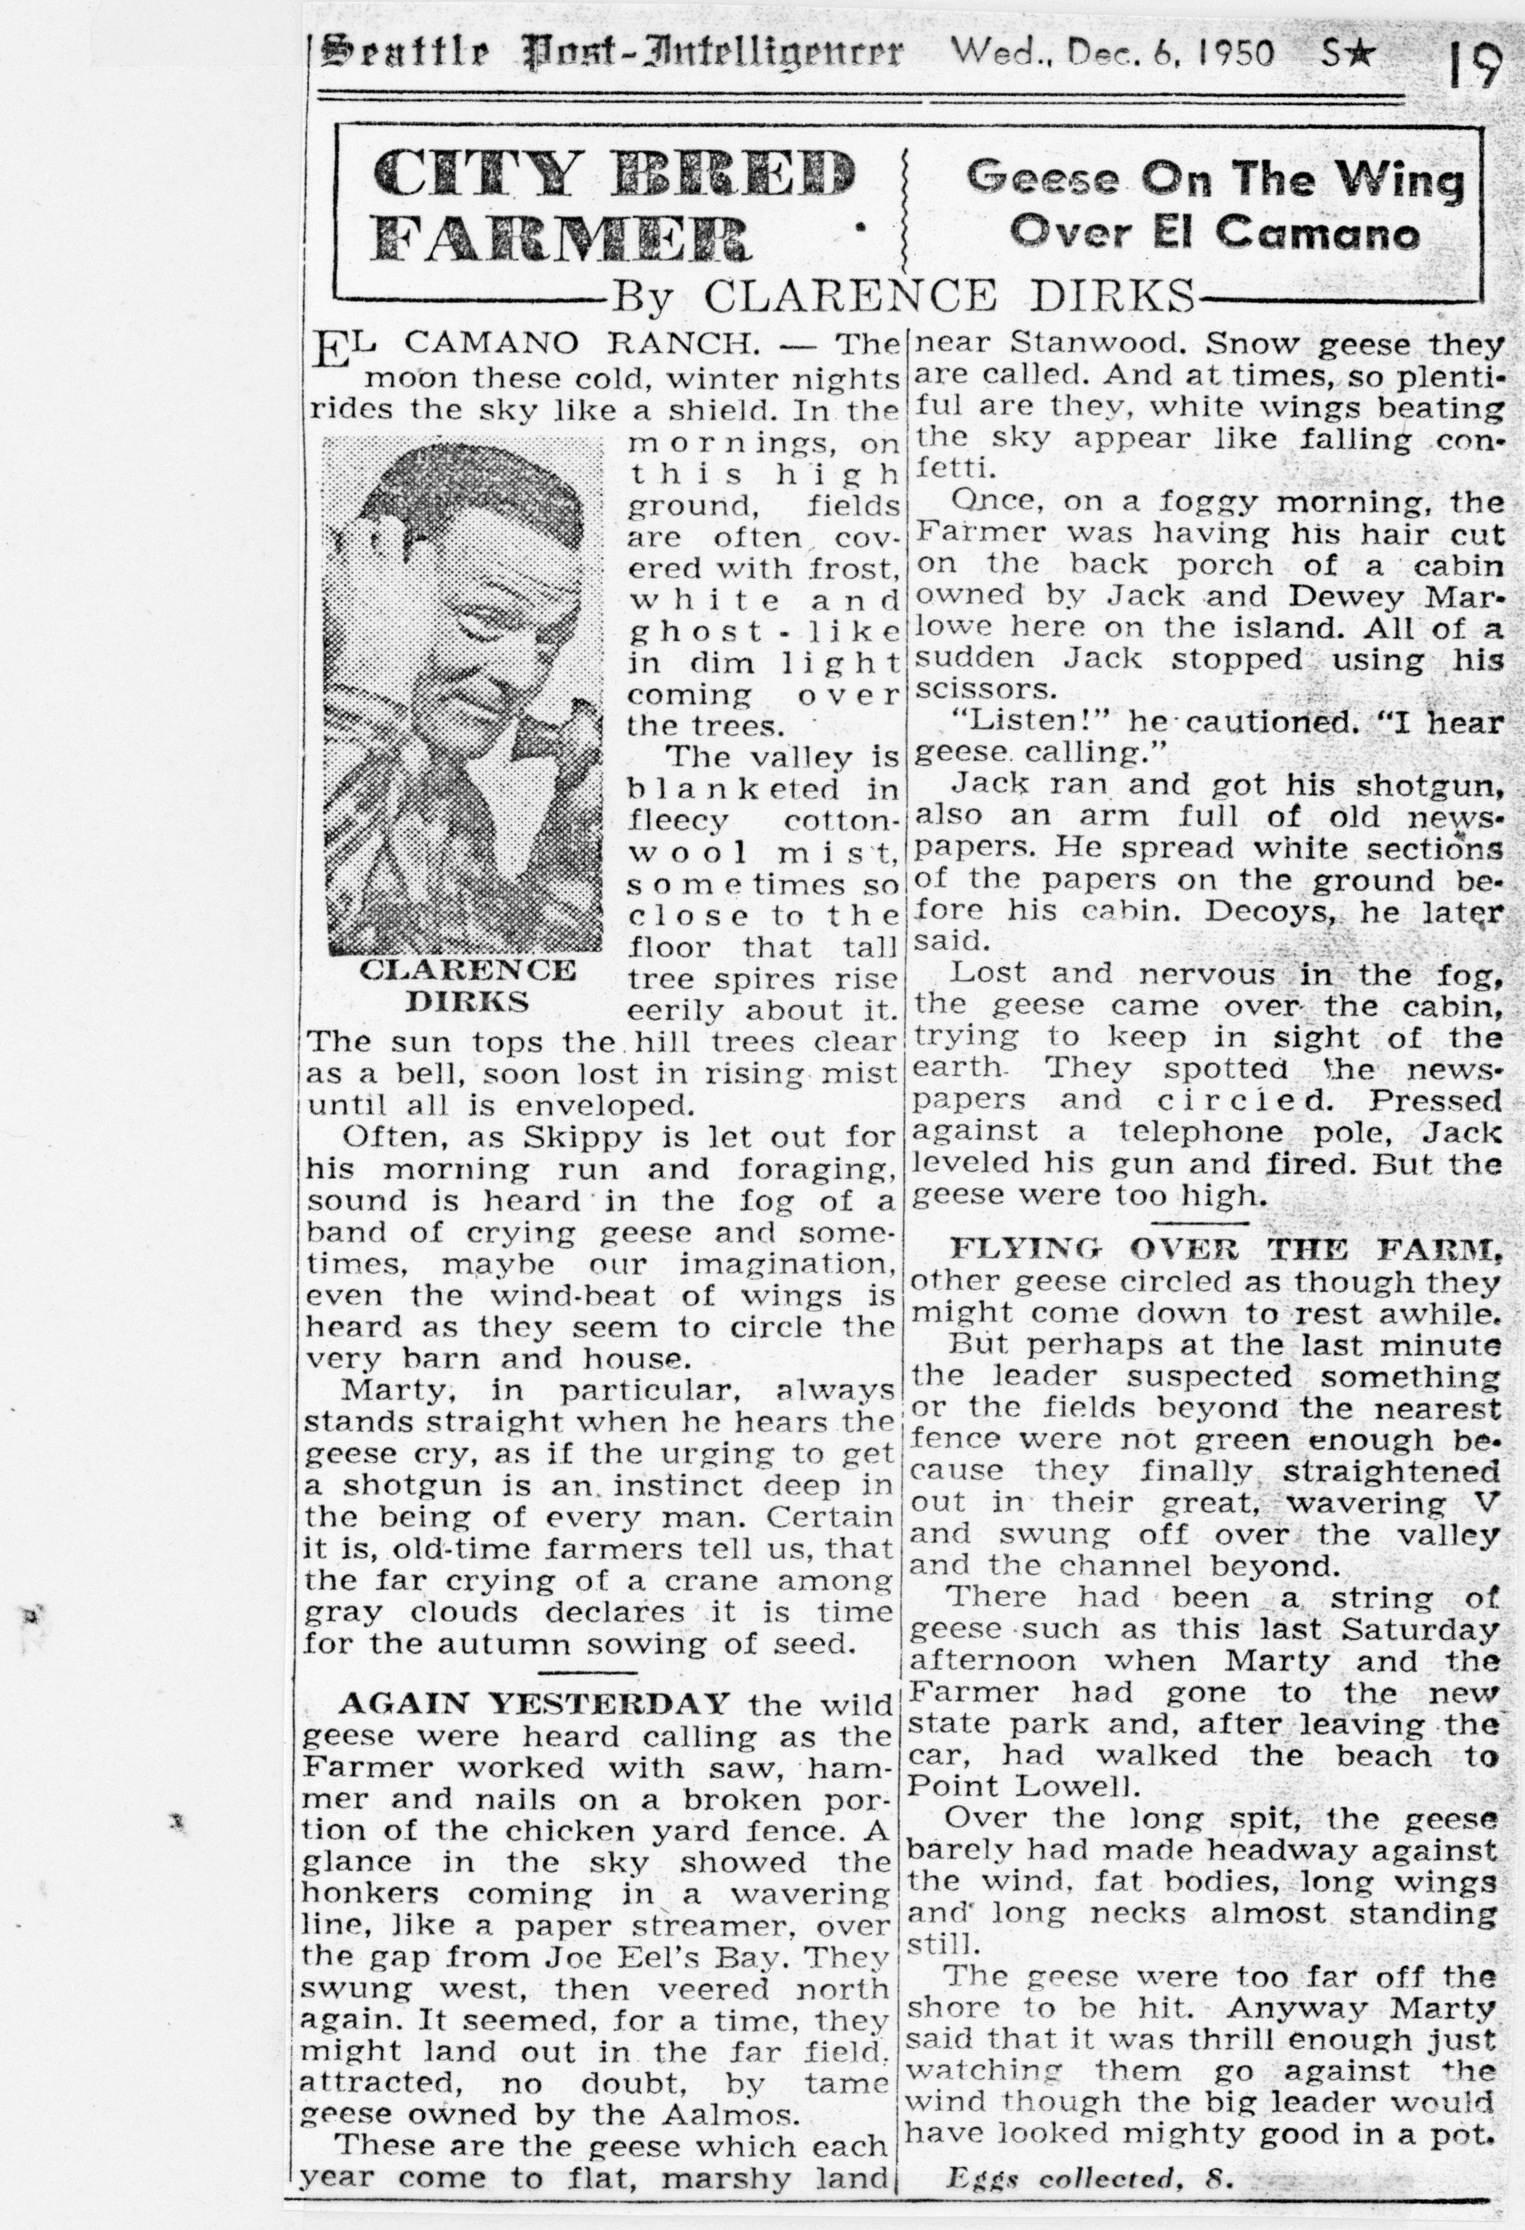 Seattle Post-Intelligencer Wed., Dec. 6, 1950 S★ 19
CITY BRED
FARMER
Geese On The Wing
Over El Camano
By CLARENCE DIRKS
EL CAMANO RANCH. — The
moon these cold, winter nights
rides the sky like a shield. In the
mornings, on
this high
ground, fields
are often cov-
ered with frost,
white and
ghost-like
in dim light
coming over
the trees.
The valley is
blanketed in
fleecy cotton-
wool mist,
sometimes so
close to the
floor that tall
tree spires rise
eerily about it.
CLARENCE
DIRKS
The sun tops the hill trees clear
as a bell, soon lost in rising mist
until all is enveloped.
Often, as Skippy is let out for
his morning run and foraging,
sound is heard in the fog of a
band of crying geese and some-
times, maybe our imagination,
even the wind-beat of wings is
heard as they seem to circle the
very barn and house.
Marty, in particular, always
stands straight when he hears the
geese cry, as if the urging to get
a shotgun is an instinct deep in
the being of every man. Certain
it is, old-time farmers tell us, that
the far crying of a crane among
gray clouds declares it is time
for the autumn sowing of seed.
AGAIN YESTERDAY the wild
geese were heard calling as the
Farmer worked with saw, ham-
mer and nails on a broken por-
tion of the chicken yard fence. A
glance in the sky showed the
honkers coming in a wavering
line, like a paper streamer, over
the gap from Joe Eel's Bay. They
swung west, then veered north
again. It seemed, for a time, they
might land out in the far field,
attracted, no doubt, by tame
geese owned by the Aalmos.
These are the geese which each
year come to flat, marshy land
near Stanwood. Snow geese they
are called. And at times, so plenti-
ful are they, white wings beating
the sky appear like falling con-
fetti.
Once, on a foggy morning, the
Farmer was having his hair cut
on the back porch of a cabin
owned by Jack and Dewey Mar-
lowe here on the island. All of a
sudden Jack stopped using his
scissors.
"Listen!" he cautioned. "I hear
geese calling."
Jack ran and got his shotgun,
also an arm full of old news-
papers. He spread white sections
of the papers on the ground be-
fore his cabin. Decoys, he later
said.
Lost and nervous in the fog,
the geese came over the cabin,
trying to keep in sight of the
earth. They spotted the news-
papers and circled. Pressed
against a telephone pole, Jack
leveled his gun and fired. But the
geese were too high.
FLYING OVER THE FARM,
other geese circled as though they
might come down to rest awhile.
But perhaps at the last minute
the leader suspected something
or the fields beyond the nearest
fence were not green enough be-
cause they finally straightened
out in their great, wavering V
and swung off over the valley
and the channel beyond.
There had been a string of
geese such as this last Saturday
afternoon when Marty and the
Farmer had gone to the new
state park and, after leaving the
car, had walked the beach to
Point Lowell.
Over the long spit, the geese
barely had made headway against
the wind, fat bodies, long wings
and long necks almost standing
still.
The geese were too far off the
shore to be hit. Anyway Marty
said that it was thrill enough just
watching them go against the
wind though the big leader would
have looked mighty good in a pot.
Eggs collected, 8.